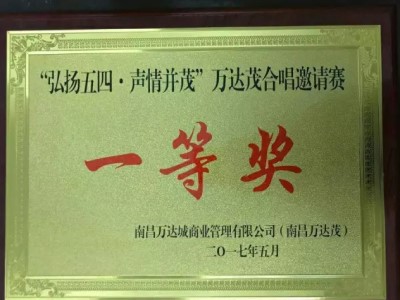 “弘扬五四·声情并茂”万达茂合唱邀请赛
一等奖
南昌万达城商业管理有限公司（南昌万达茂）
二〇一七年五月